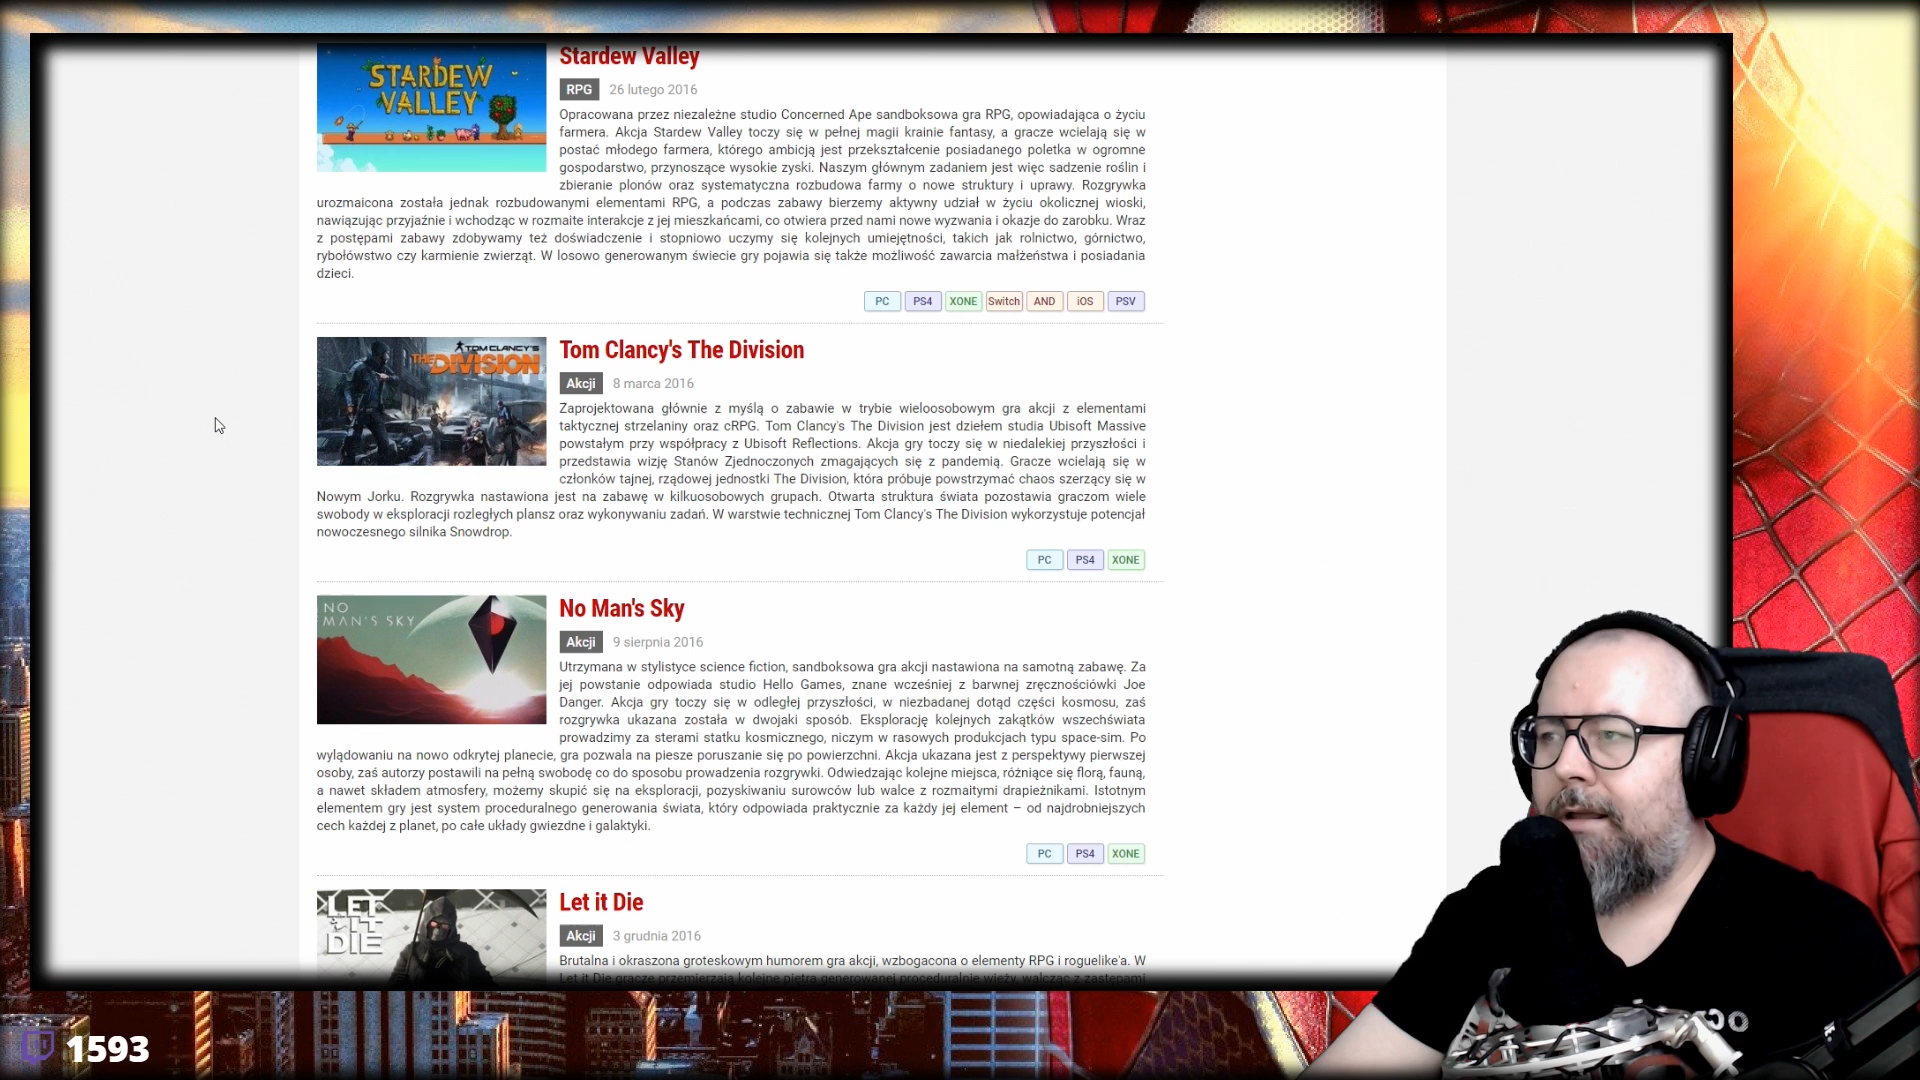 STARDEW
VALLEY
Stardew Valley
RPG 26 lutego 2016
Opracowana przez niezależne studio Concerned Ape sandboksowa gra RPG, opowiadająca o życiu
farmera. Akcja Stardew Valley toczy się w pełnej magii krainie fantasy, a gracze wcielają się w
postać młodego farmera, którego ambicją jest przekształcenie posiadanego poletka w ogromne
gospodarstwo, przynoszące wysokie zyski. Naszym głównym zadaniem jest więc sadzenie roślin i
zbieranie plonów oraz systematyczna rozbudowa farmy o nowe struktury i uprawy. Rozgrywka
urozmaicona została jednak rozbudowanymi elementami RPG, a podczas zabawy bierzemy aktywny udział w życiu okolicznej wioski,
nawiązując przyjaźnie i wchodząc w rozmaite interakcje z jej mieszkańcami, co otwiera przed nami nowe wyzwania i okazje do zarobku. Wraz
z postępami zabawy zdobywamy też doświadczenie i stopniowo uczymy się kolejnych umiejętności, takich jak rolnictwo, górnictwo,
rybołówstwo czy karmienie zwierząt. W losowo generowanym świecie gry pojawia się także możliwość zawarcia małżeństwa i posiadania
dzieci.
PC PS4 XONE Switch AND iOS PSV
TOM CLANCY'S
THE DIVISION
Tom Clancy's The Division
Akcji 8 marca 2016
Zaprojektowana głównie z myślą o zabawie w trybie wieloosobowym gra akcji z elementami
taktycznej strzelaniny oraz cRPG. Tom Clancy's The Division jest dziełem studia Ubisoft Massive
powstałym przy współpracy z Ubisoft Reflections. Akcja gry toczy się w niedalekiej przyszłości i
przedstawia wizję Stanów Zjednoczonych zmagających się z pandemią. Gracze wcielają się w
członków tajnej, rządowej jednostki The Division, która próbuje powstrzymać chaos szerzący się w
Nowym Jorku. Rozgrywka nastawiona jest na zabawę w kilkuosobowych grupach. Otwarta struktura świata pozostawia graczom wiele
swobody w eksploracji rozległych plansz oraz wykonywaniu zadań. W warstwie technicznej Tom Clancy's The Division wykorzystuje potencjał
nowoczesnego silnika Snowdrop.
PC PS4 XONE
NO
MAN'S SKY
No Man's Sky
Akcji 9 sierpnia 2016
Utrzymana w stylistyce science fiction, sandboksowa gra akcji nastawiona na samotną zabawę. Za
jej powstanie odpowiada studio Hello Games, znane wcześniej z barwnej zręcznościówki Joe
Danger. Akcja gry toczy się w odległej przyszłości, w niezbadanej dotąd części kosmosu, zaś
rozgrywka ukazana została w dwojaki sposób. Eksplorację kolejnych zakątków wszechświata
prowadzimy za sterami statku kosmicznego, niczym w rasowych produkcjach typu space-sim. Po
wylądowaniu na nowo odkrytej planecie, gra pozwala na piesze poruszanie się po powierzchni. Akcja ukazana jest z perspektywy pierwszej
osoby, zaś autorzy postawili na pełną swobodę co do sposobu prowadzenia rozgrywki. Odwiedzając kolejne miejsca, różniące się florą, fauną,
a nawet składem atmosfery, możemy skupić się na eksploracji, pozyskiwaniu surowców lub walce z rozmaitymi drapieżnikami. Istotnym
elementem gry jest system proceduralnego generowania świata, który odpowiada praktycznie za każdy jej element – od najdrobniejszych
cech każdej z planet, po całe układy gwiezdne i galaktyki.
PC PS4 XONE
LET
IT
DIE
Let it Die
Akcji 3 grudnia 2016
Brutalna i okraszona groteskowym humorem gra akcji, wzbogacona o elementy RPG i roguelike'a. W
Let it Die gracze przemierzają kolejne piętra generowanej proceduralnie wieży, walcząc z zastępami
1593